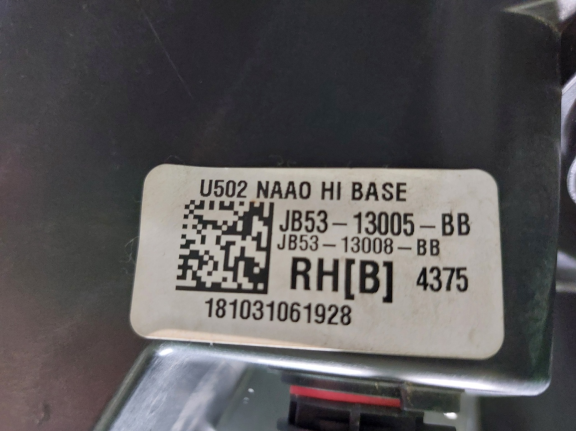 U502 NAAO HI BASE
JB53-13005-BB
JB53-13008-BB
RH[B] 4375
181031061928